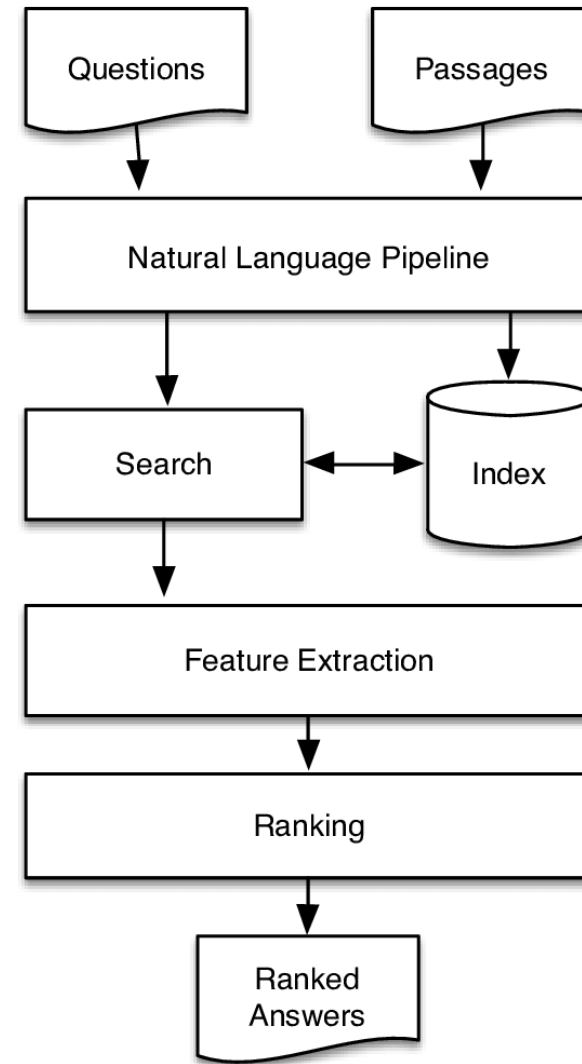 Questions
Passages
Natural Language Pipeline
Search
Index
Feature Extraction
Ranking
Ranked
Answers